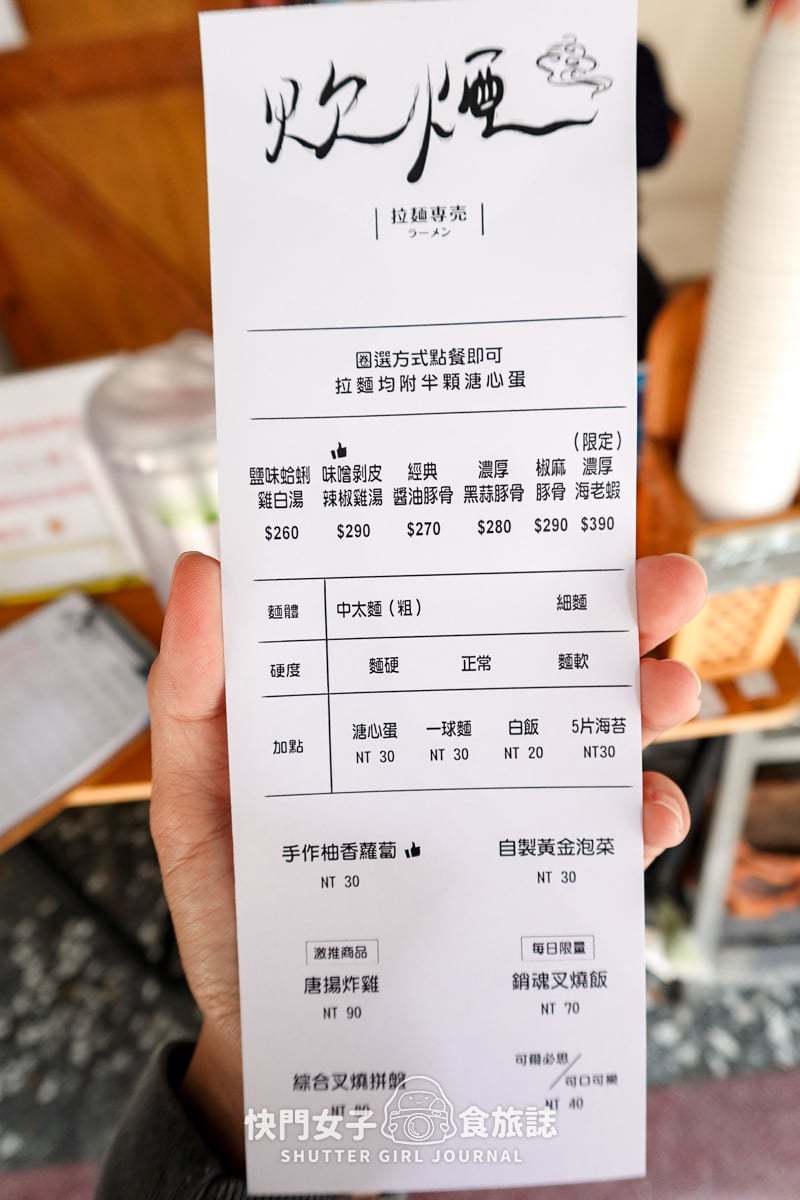 炊煙
拉麵專売
ラーメン
圈選方式點餐即可
拉麵均附半顆溏心蛋
(限定)
鹽味蛤蜊 味噌剝皮 經典 濃厚 椒麻 濃厚
雞白湯 辣椒雞湯 醬油豚骨 黑蒜豚骨 豚骨 海老蝦
$260 $290 $270 $280 $290 $390
麵體 中太麵(粗) 細麵
硬度 麵硬 正常 麵軟
加點 溏心蛋 一球麵 白飯 5片海苔
NT 30 NT 30 NT 20 NT30
手作柚香蘿蔔 自製黃金泡菜
NT 30 NT 30
激推商品 每日限量
唐揚炸雞 銷魂叉燒飯
NT 90 NT 70
綜合叉燒拼盤 可爾必思/可口可樂
NT NT 40
快門女子 食旅誌
SHUTTER GIRL JOURNAL